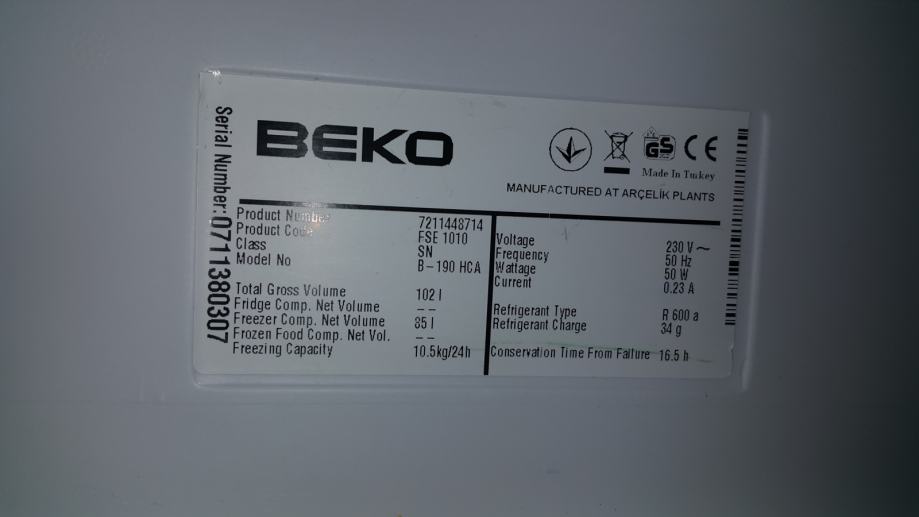 BEKO
GS
CE
Made In Turkey
MANUFACTURED AT ARÇELİK PLANTS
Serial Number:0711380307
Product Number 7211448714
Product Code FSE 1010
Class SN
Model No B-190 HCA
Total Gross Volume 102 l
Fridge Comp. Net Volume --
Freezer Comp. Net Volume 85 l
Frozen Food Comp. Net Vol. --
Freezing Capacity 10.5kg/24h
Voltage 230 V ~
Frequency 50 Hz
Wattage 50 W
Current 0.23 A
Refrigerant Type R 600 a
Refrigerant Charge 34 g
Conservation Time From Failure 16.5 h